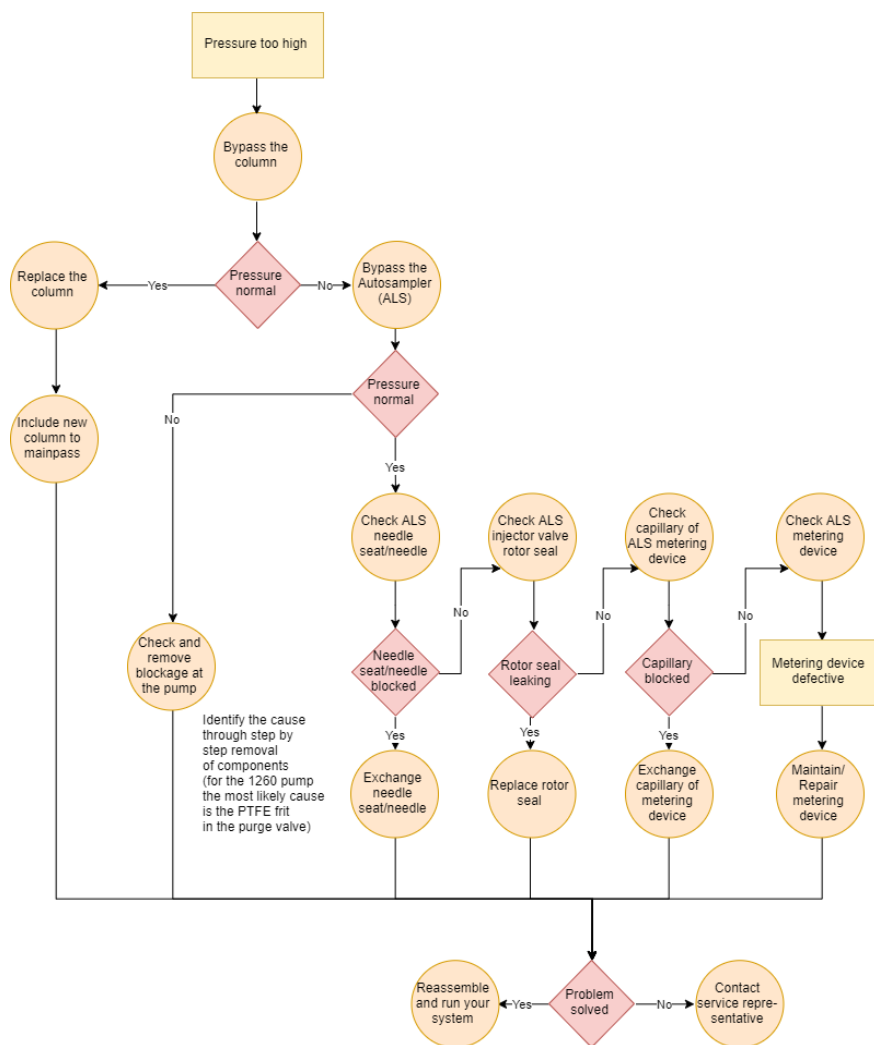 Pressure too high
Bypass the
column
Replace the
column
Yes
Pressure
normal
No
Bypass the
Autosampler
(ALS)
Pressure
normal
Include new
column to
mainpass
No
Yes
Check ALS
needle
seat/needle
Check ALS
injector valve
rotor seal
Check
capillary of
ALS metering
device
Check ALS
metering
device
No
No
No
Check and
remove
blockage at
the pump
Needle
seat/needle
blocked
Rotor seal
leaking
Capillary
blocked
Metering device
defective
Identify the cause
through step by
step removal
of components
(for the 1260 pump
the most likely cause
is the PTFE frit
in the purge valve)
Yes
Yes
Yes
Exchange
needle
seat/needle
Replace rotor
seal
Exchange
capillary of
metering
device
Maintain/
Repair
metering
device
Reassemble
and run your
system
Yes
Problem
solved
No
Contact
service repre-
sentative